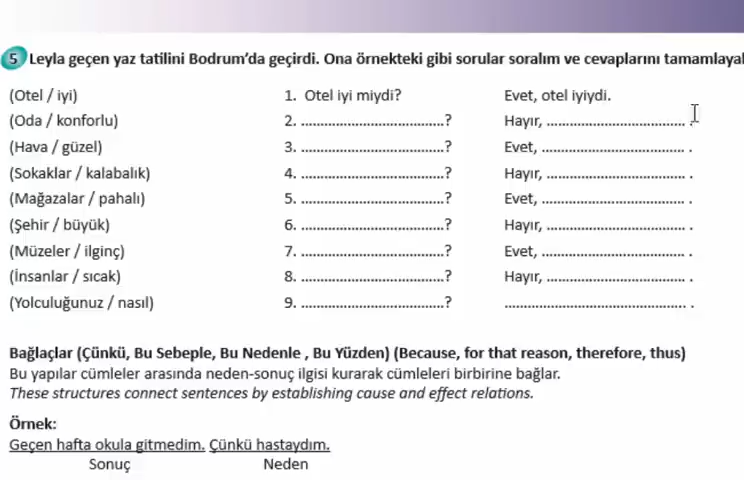 5 Leyla geçen yaz tatilini Bodrum'da geçirdi. Ona örnekteki gibi sorular soralım ve cevaplarını tamamlayal
(Otel / iyi) 1. Otel iyi miydi? Evet, otel iyiydi.
(Oda / konforlu) 2. ......................................? Hayır, ..................................... .
(Hava / güzel) 3. ......................................? Evet, ...................................... .
(Sokaklar / kalabalık) 4. ......................................? Hayır, ..................................... .
(Mağazalar / pahalı) 5. ......................................? Evet, ...................................... .
(Şehir / büyük) 6. ......................................? Hayır, ..................................... .
(Müzeler / ilginç) 7. ......................................? Evet, ...................................... .
(İnsanlar / sıcak) 8. ......................................? Hayır, ..................................... .
(Yolculuğunuz / nasıl) 9. ......................................? ................................................ .
Bağlaçlar (Çünkü, Bu Sebeple, Bu Nedenle , Bu Yüzden) (Because, for that reason, therefore, thus)
Bu yapılar cümleler arasında neden-sonuç ilgisi kurarak cümleleri birbirine bağlar.
These structures connect sentences by establishing cause and effect relations.
Örnek:
Geçen hafta okula gitmedim. Çünkü hastaydım.
Sonuç Neden